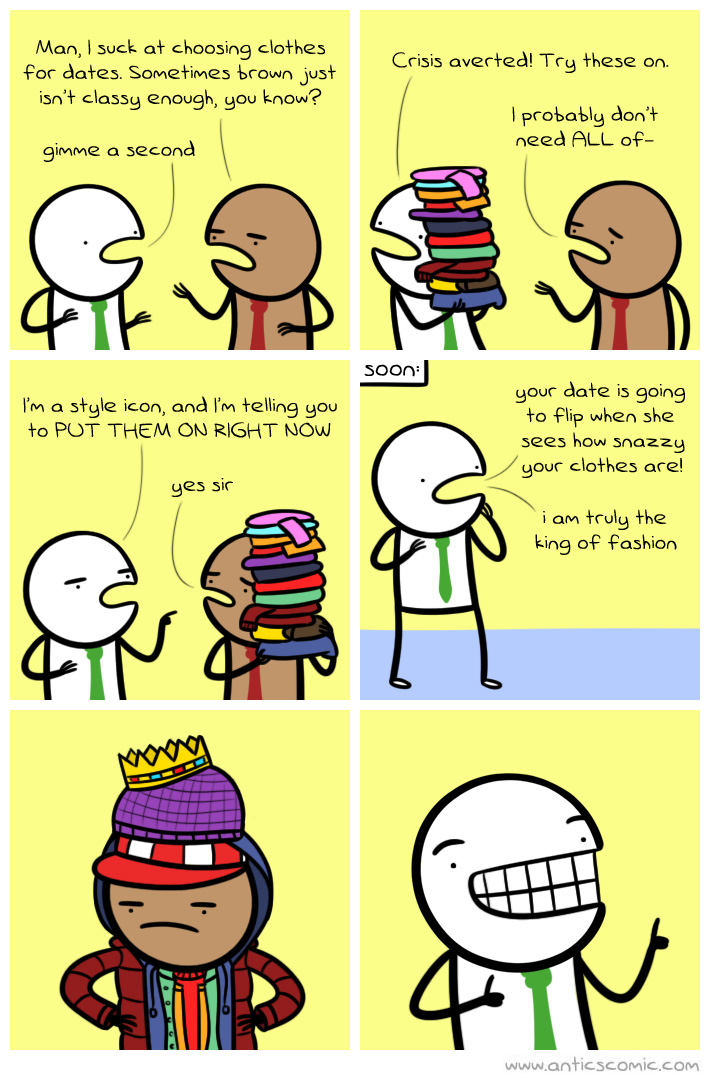 Man, I suck at choosing clothes
for dates. Sometimes brown just
isn't classy enough, you know?
gimme a second
Crisis averted! Try these on.
I probably don't
need ALL of-
I'm a style icon, and I'm telling you
to PUT THEM ON RIGHT NOW
yes sir
soon:
your date is going
to flip when she
sees how snazzy
your clothes are!
i am truly the
king of fashion
www.anticscomic.com